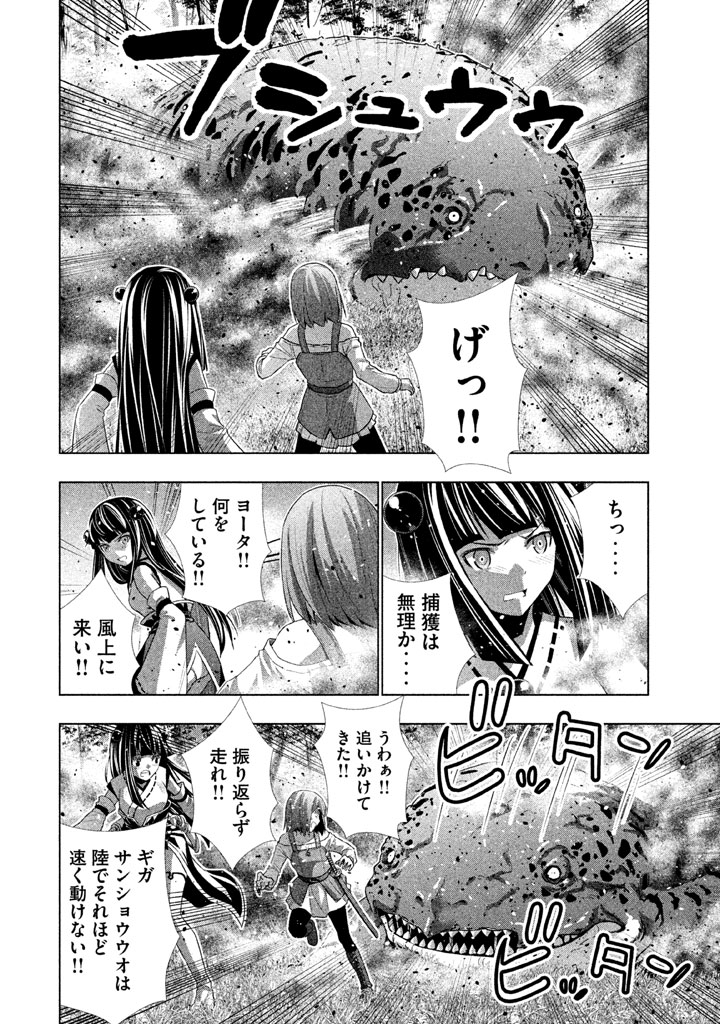 ブシュウゥ
げっ!!
ちっ‥‥
捕獲は
無理か‥‥
ヨータ!!
何を
している!!
風上に
来い!!
ビタン
うわぁ!!
追いかけて
きた!!
振り返らず
走れ!!
ギガ
サンショウウオは
陸でそれほど
速く動けない!!
ビタン